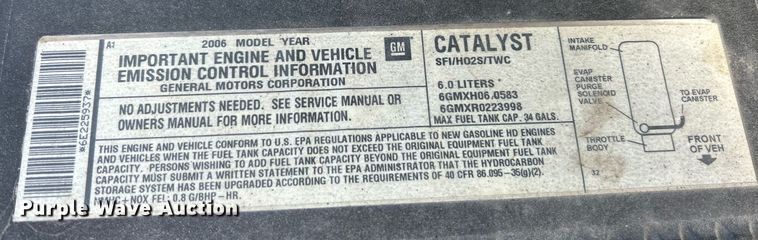 A1
2006 MODEL YEAR
IMPORTANT ENGINE AND VEHICLE
EMISSION CONTROL INFORMATION
GENERAL MOTORS CORPORATION
GM
NO ADJUSTMENTS NEEDED. SEE SERVICE MANUAL OR
OWNERS MANUAL FOR MORE INFORMATION.
CATALYST
SFI/HO2S/TWC
6.0 LITERS
6GMXH06.0583
6GMXR0223998
MAX FUEL TANK CAP. 34 GALS.
THIS ENGINE AND VEHICLE CONFORM TO U.S. EPA REGULATIONS APPLICABLE TO NEW GASOLINE HD ENGINES
AND VEHICLES WHEN THE FUEL TANK CAPACITY DOES NOT EXCEED THE ORIGINAL EQUIPMENT FUEL TANK
CAPACITY. PERSONS WISHING TO ADD FUEL TANK CAPACITY BEYOND THE ORIGINAL EQUIPMENT FUEL TANK
CAPACITY MUST SUBMIT A WRITTEN STATEMENT TO THE EPA ADMINISTRATOR THAT THE HYDROCARBON
STORAGE SYSTEM HAS BEEN UPGRADED ACCORDING TO THE REQUIREMENTS OF 40 CFR 86.095-35(g)(2).
+NOX FEL: 0.8 G/BHP-HR.
INTAKE
MANIFOLD
EVAP
CANISTER
PURGE
SOLENOID
VALVE
TO EVAP
CANISTER
THROTTLE
BODY
FRONT
OF VEH
32
*6E225937*
Purple Wave Auction